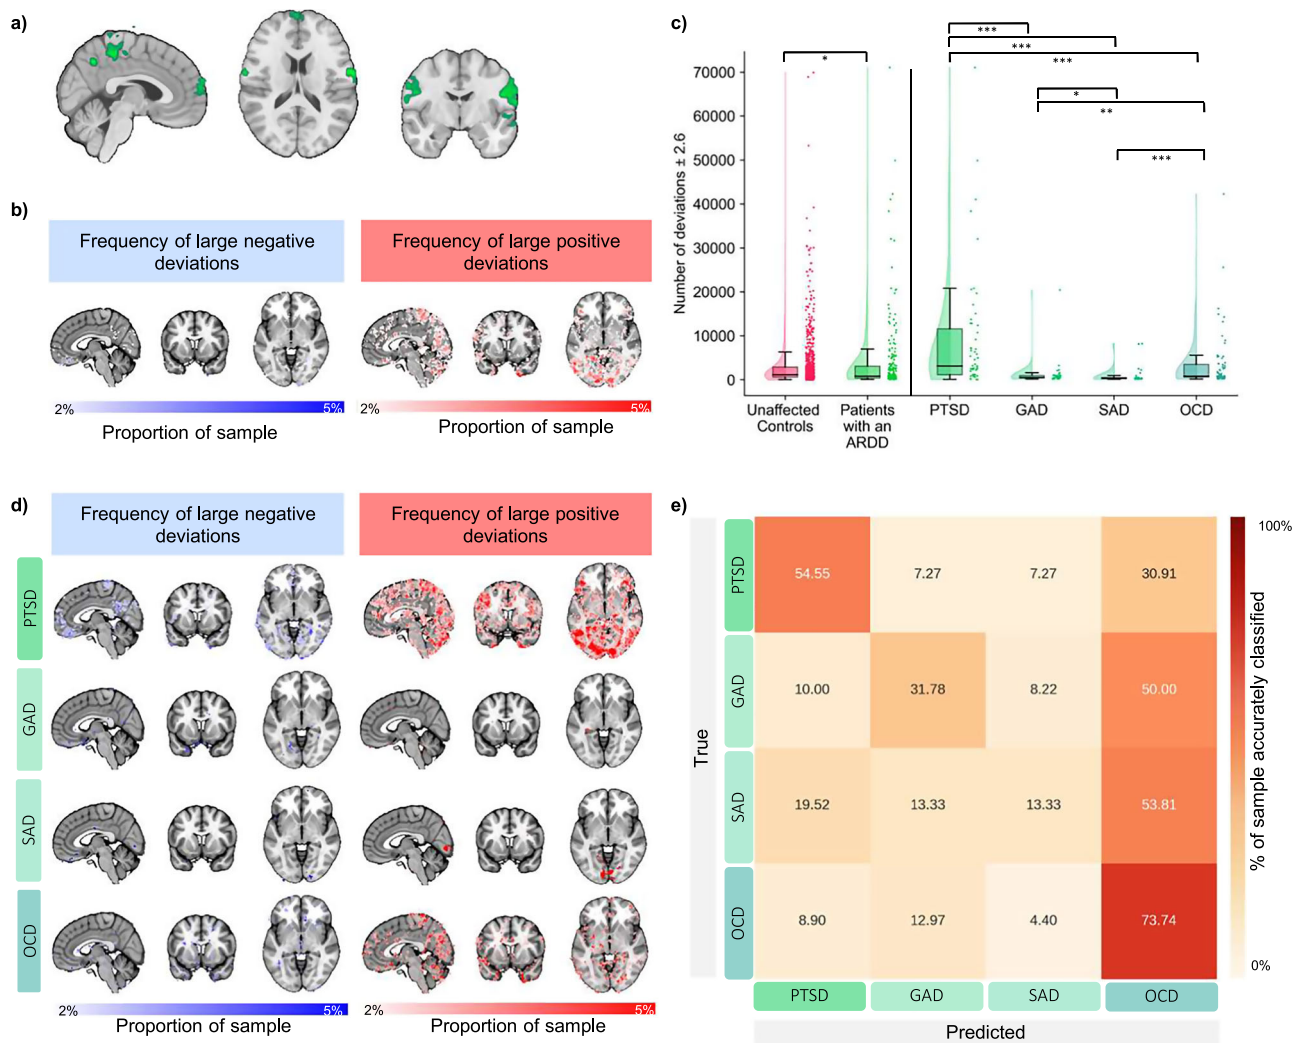 a)
b)
Frequency of large negative
deviations
Frequency of large positive
deviations
2%
5%
Proportion of sample
2%
5%
Proportion of sample
c)
Number of deviations ± 2.6
70000
60000
50000
40000
30000
20000
10000
0
*
***
***
***
*
**
***
Unaffected
Controls
Patients
with an
ARDD
PTSD
GAD
SAD
OCD
d)
Frequency of large negative
deviations
Frequency of large positive
deviations
PTSD
GAD
SAD
OCD
2%
5%
Proportion of sample
2%
5%
Proportion of sample
e)
True
PTSD
54.55
7.27
7.27
30.91
GAD
10.00
31.78
8.22
50.00
SAD
19.52
13.33
13.33
53.81
OCD
8.90
12.97
4.40
73.74
PTSD
GAD
SAD
OCD
Predicted
100%
% of sample accurately classified
0%